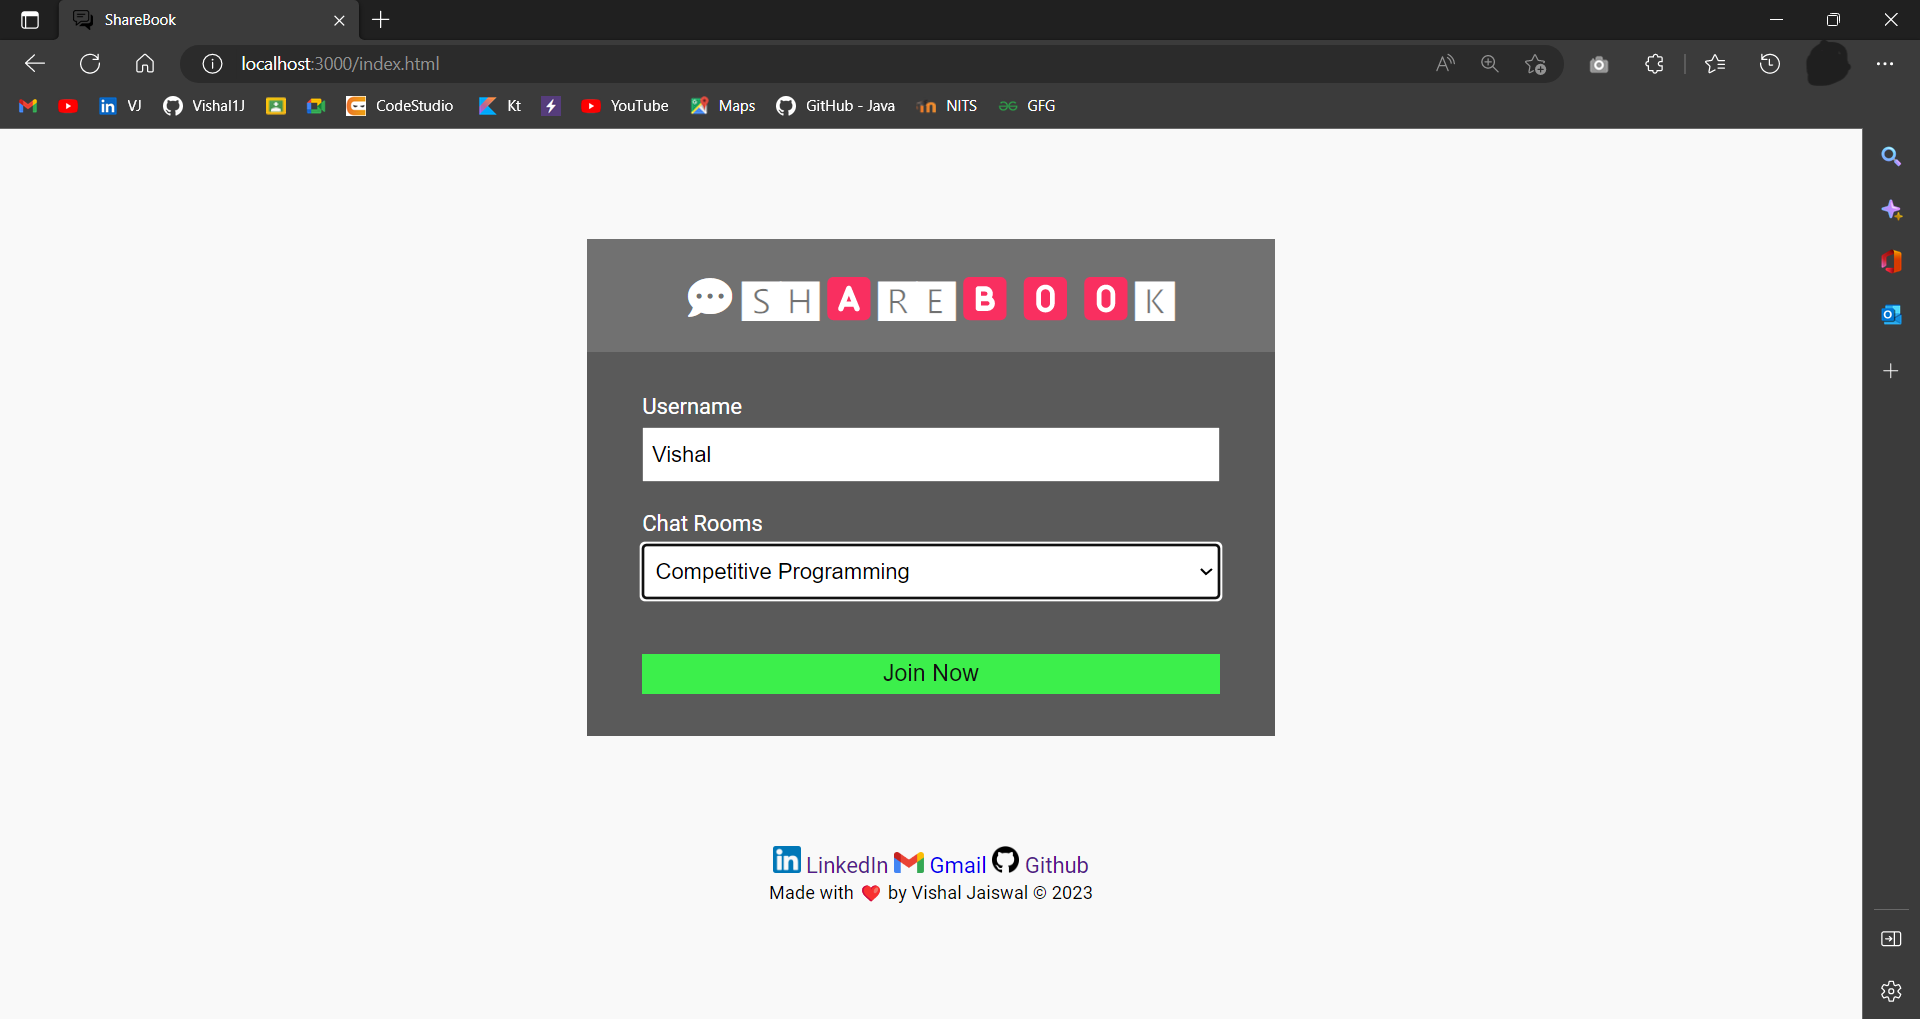 ShareBook
localhost:3000/index.html
VJ Vishal1J CodeStudio Kt YouTube Maps GitHub - Java NITS GFG
SHAREBOOK
Username
Vishal
Chat Rooms
Competitive Programming
Join Now
LinkedIn Gmail Github
Made with ❤️ by Vishal Jaiswal © 2023